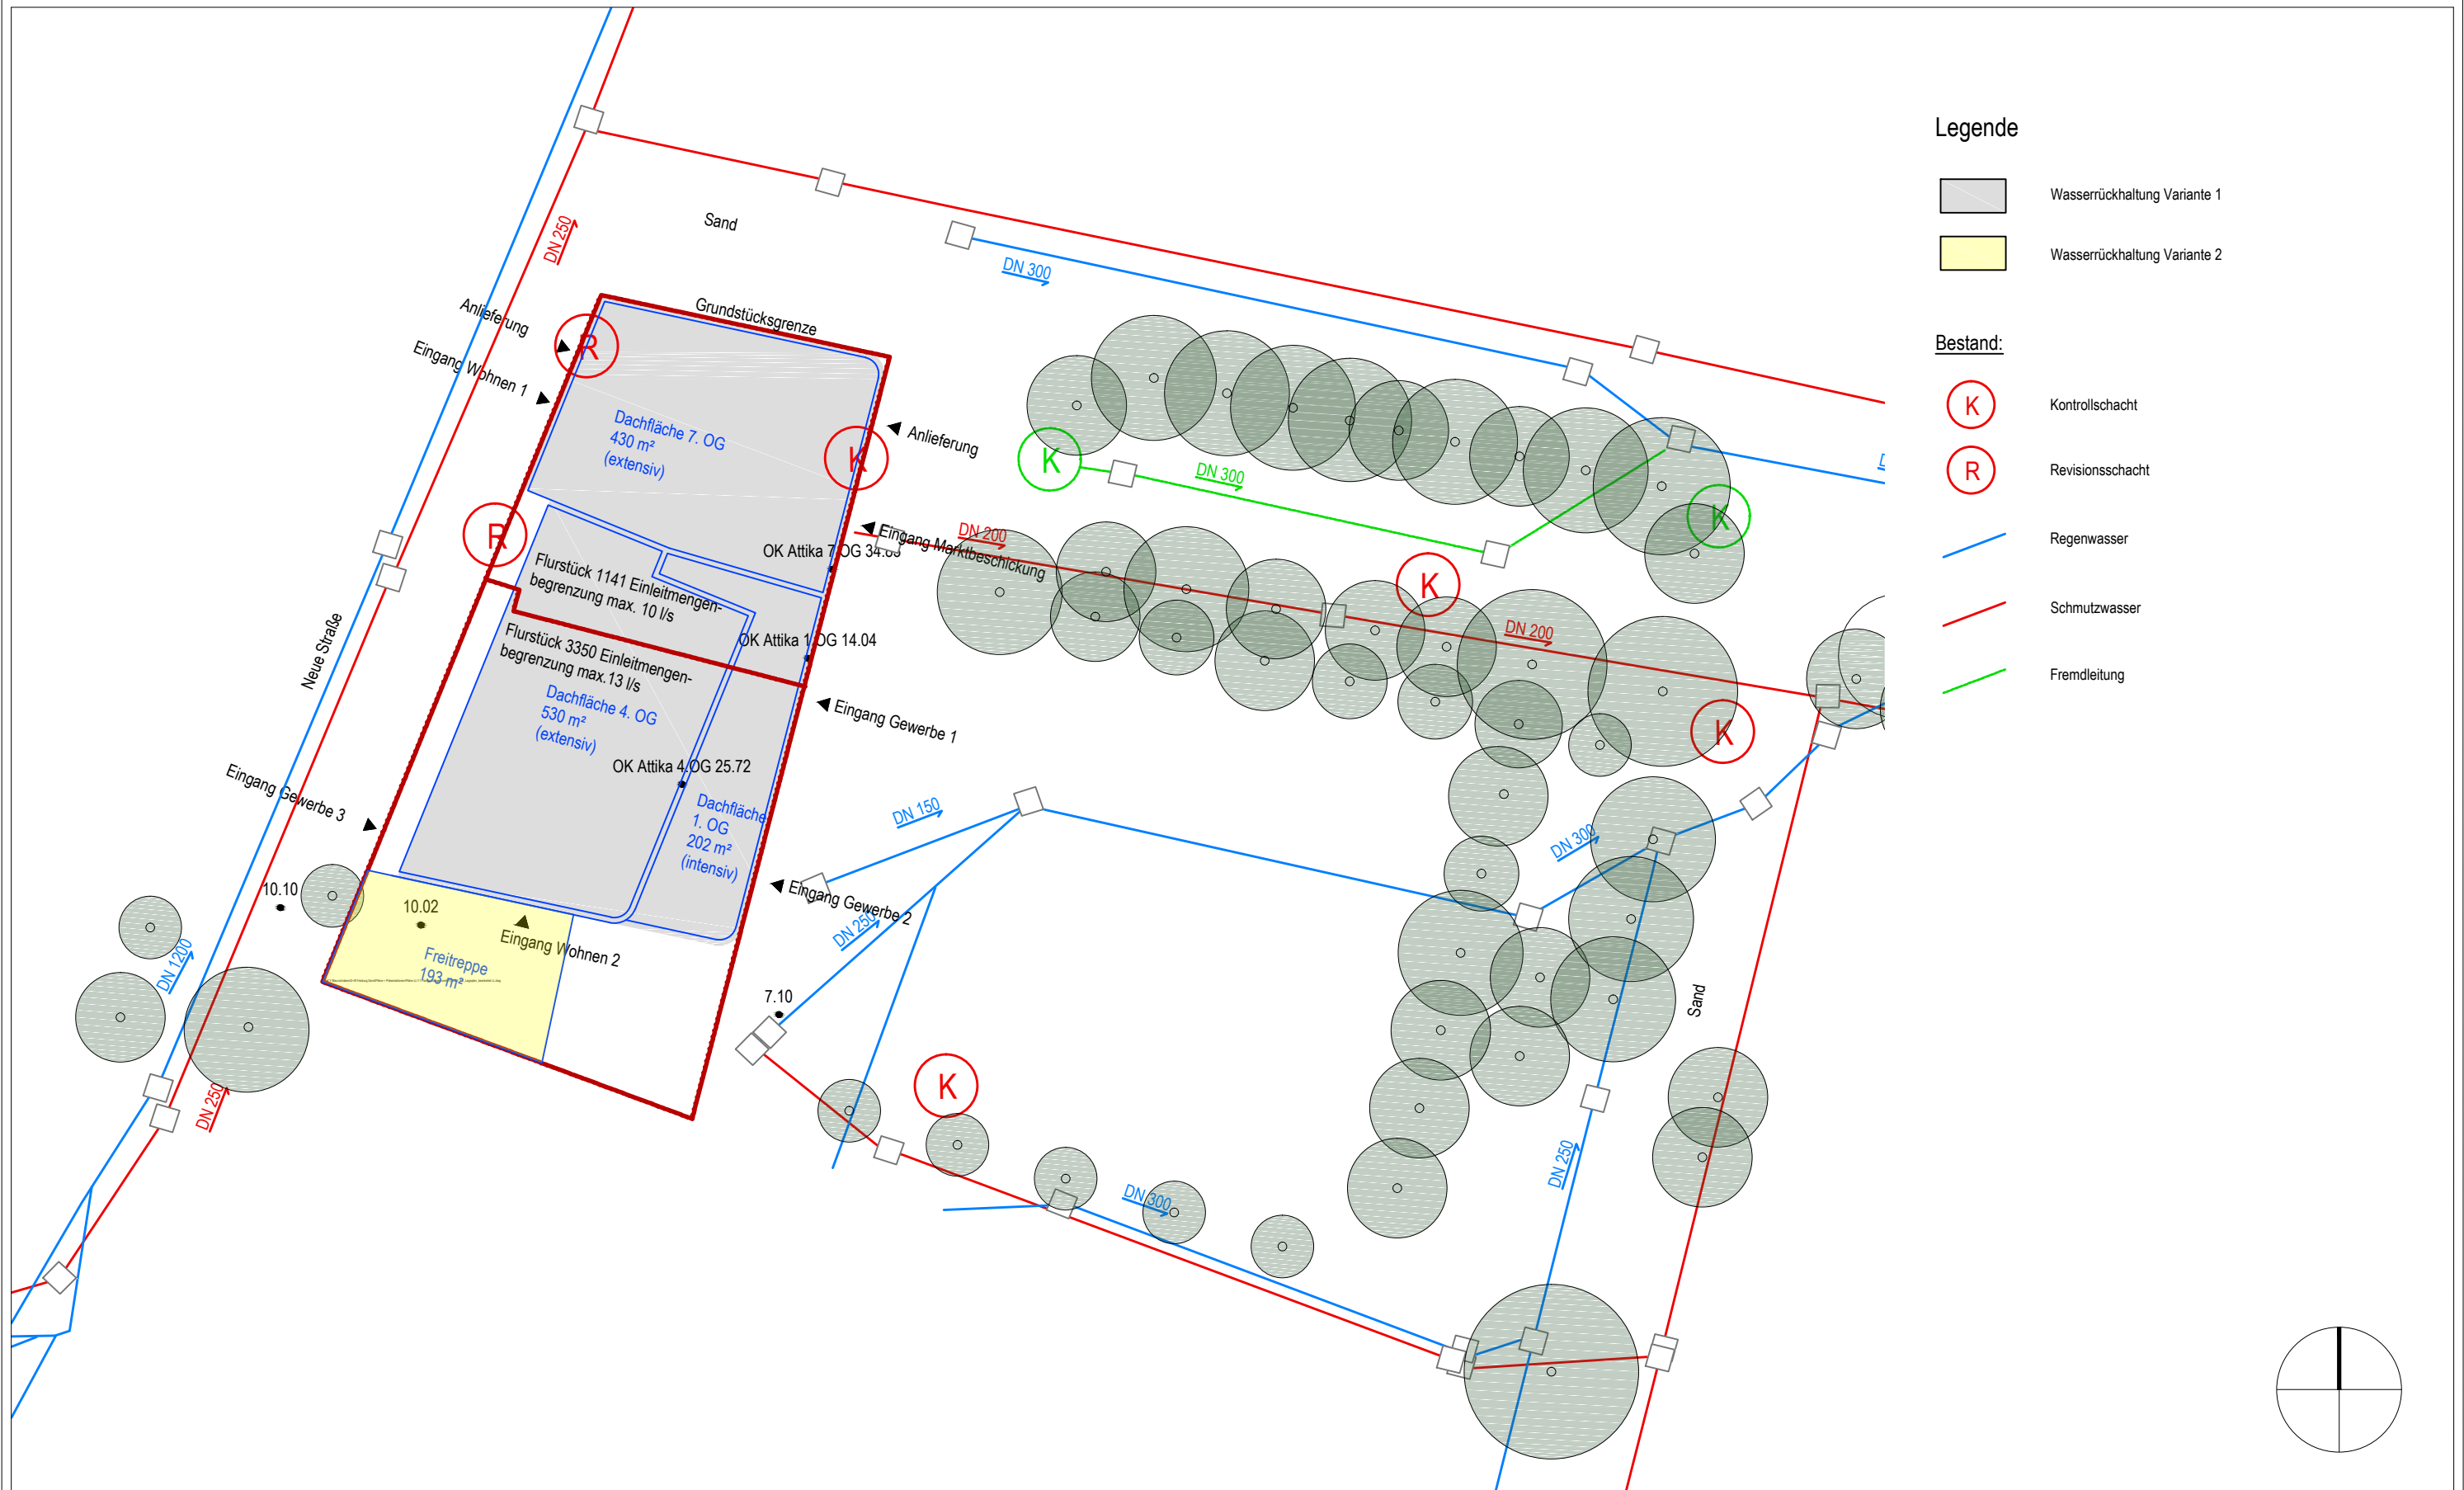 Legende
Wasserrückhaltung Variante 1
Wasserrückhaltung Variante 2
Bestand:
K
Kontrollschacht
R
Revisionsschacht
Regenwasser
Schmutzwasser
Fremdleitung
Sand
DN 250
DN 300
Grundstücksgrenze
Anlieferung
R
Eingang Wohnen 1
Dachfläche 7. OG
430 m²
(extensiv)
K
Anlieferung
K
DN 300
K
R
Eingang Marktbeschickung
DN 200
OK Attika 7.OG 34.83
Flurstück 1141 Einleitmengen-
begrenzung max. 10 l/s
K
DN 200
OK Attika 1.OG 14.04
Flurstück 3350 Einleitmengen-
begrenzung max.13 l/s
Neue Straße
Dachfläche 4. OG
530 m²
(extensiv)
Eingang Gewerbe 1
K
OK Attika 4.OG 25.72
Eingang Gewerbe 3
Dachfläche
1. OG
202 m²
(intensiv)
DN 150
DN 300
10.10
10.02
Eingang Gewerbe 2
DN 250
Eingang Wohnen 2
Freitreppe
193 m²
DN 1200
7.10
Sand
DN 250
K
DN 250
DN 300